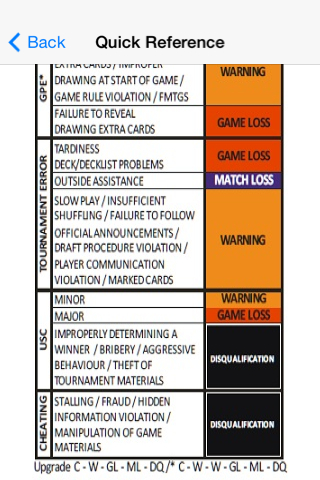 Back
Quick Reference
GPE*
EXTRA CARDS / IMPROPER
DRAWING AT START OF GAME /
GAME RULE VIOLATION / FMTGS
WARNING
FAILURE TO REVEAL
DRAWING EXTRA CARDS
GAME LOSS
TOURNAMENT ERROR
TARDINESS
DECK/DECKLIST PROBLEMS
GAME LOSS
OUTSIDE ASSISTANCE
MATCH LOSS
SLOW PLAY / INSUFFICIENT
SHUFFLING / FAILURE TO FOLLOW
OFFICIAL ANNOUNCEMENTS /
DRAFT PROCEDURE VIOLATION /
PLAYER COMMUNICATION
VIOLATION / MARKED CARDS
WARNING
USC
MINOR
WARNING
MAJOR
GAME LOSS
IMPROPERLY DETERMINING A
WINNER / BRIBERY / AGGRESSIVE
BEHAVIOUR / THEFT OF
TOURNAMENT MATERIALS
DISQUALIFICATION
CHEATING
STALLING / FRAUD / HIDDEN
INFORMATION VIOLATION /
MANIPULATION OF GAME
MATERIALS
DISQUALIFICATION
Upgrade C - W - GL - ML - DQ /* C - W - W - GL - ML - DQ